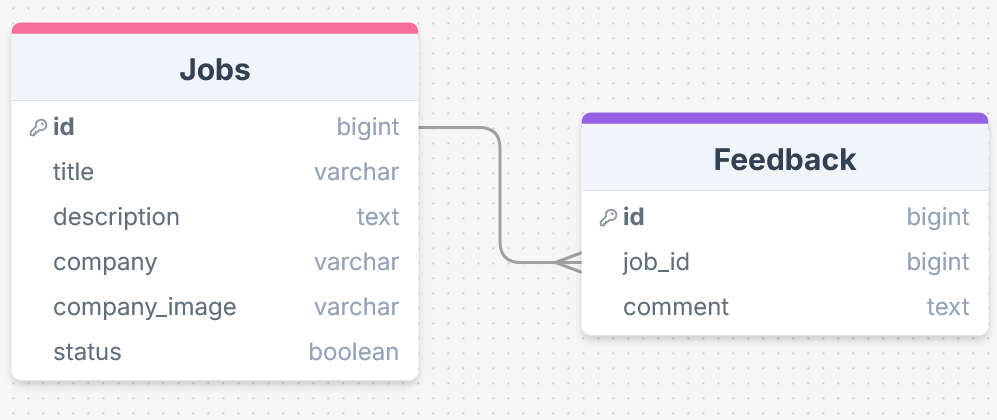 Jobs
id bigint
title varchar
description text
company varchar
company_image varchar
status boolean
Feedback
id bigint
job_id bigint
comment text